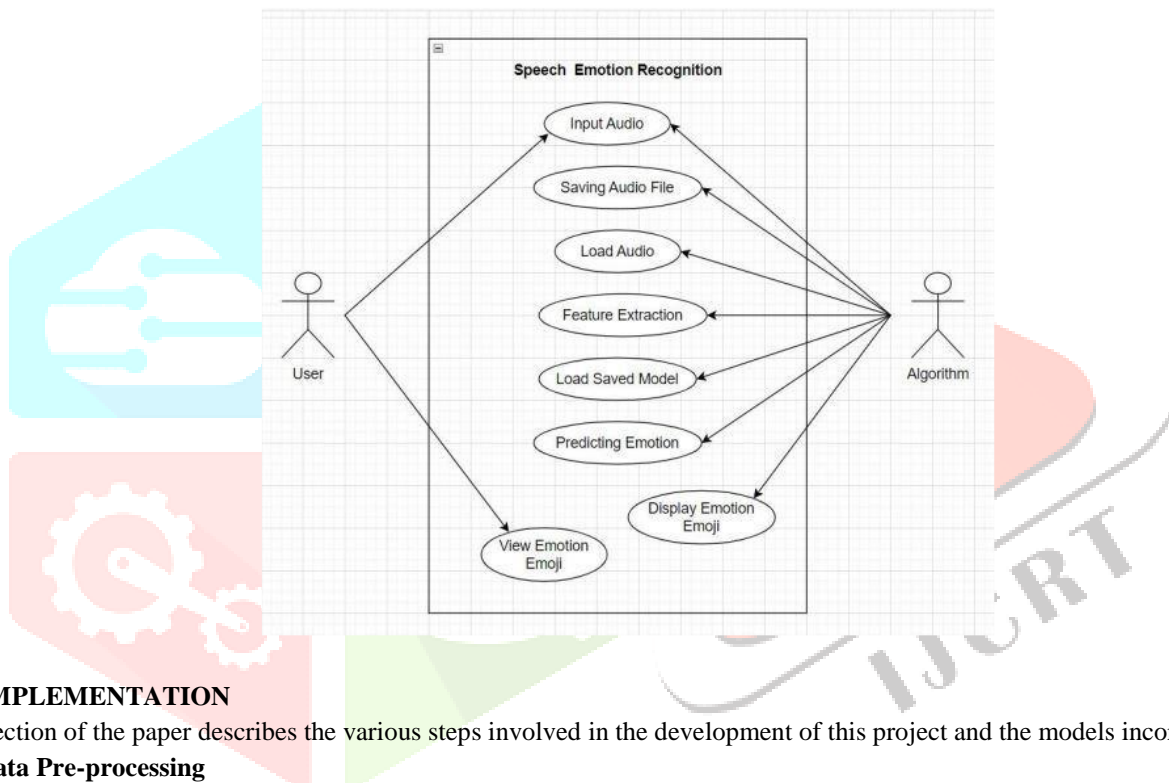 Speech Emotion Recognition
Input Audio
Saving Audio File
Load Audio
Feature Extraction
Load Saved Model
Predicting Emotion
Display Emotion
Emoji
View Emotion
Emoji
User
Algorithm
IJCRT
MPLEMENTATION
ection of the paper describes the various steps involved in the development of this project and the models inco
ata Pre-processing